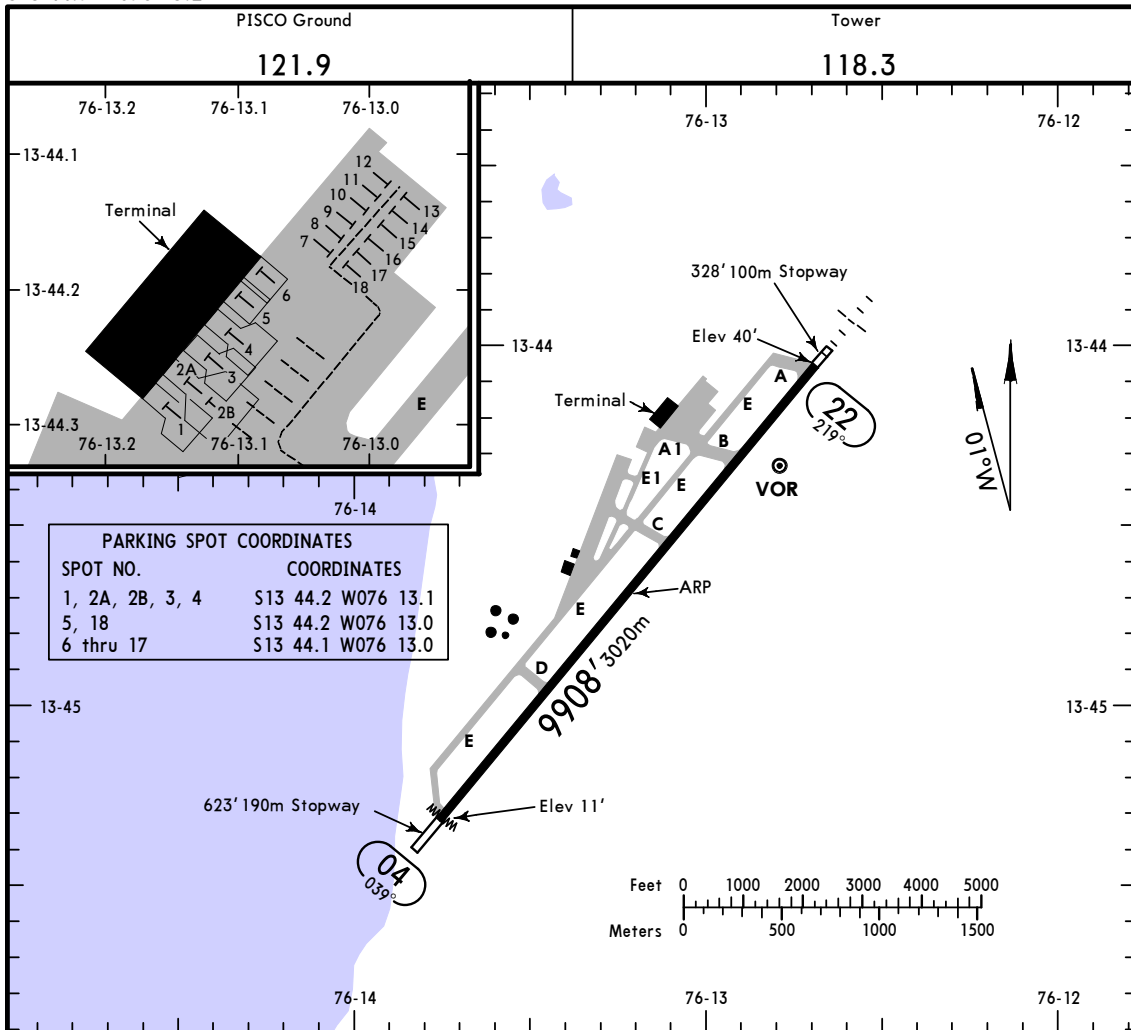 PISCO Ground
121.9
Tower
118.3
76-13.2
76-13.1
76-13.0
13-44.1
13-44.2
13-44.3
Terminal
12
11
10
9
8
7
13
14
15
16
17
18
6
5
4
3
2A
2B
1
E
76-13.2
76-13.1
76-13.0
76-13
76-12
328' 100m Stopway
Elev 40'
13-44
13-44
Terminal
A
E
22
219°
A1
B
E1
E
VOR
01°W
C
76-14
PARKING SPOT COORDINATES
SPOT NO. COORDINATES
1, 2A, 2B, 3, 4 S13 44.2 W076 13.1
5, 18 S13 44.2 W076 13.0
6 thru 17 S13 44.1 W076 13.0
ARP
E
D
9908' 3020m
13-45
13-45
E
623' 190m Stopway
Elev 11'
04
039°
Feet 0 1000 2000 3000 4000 5000
Meters 0 500 1000 1500
76-14
76-13
76-12